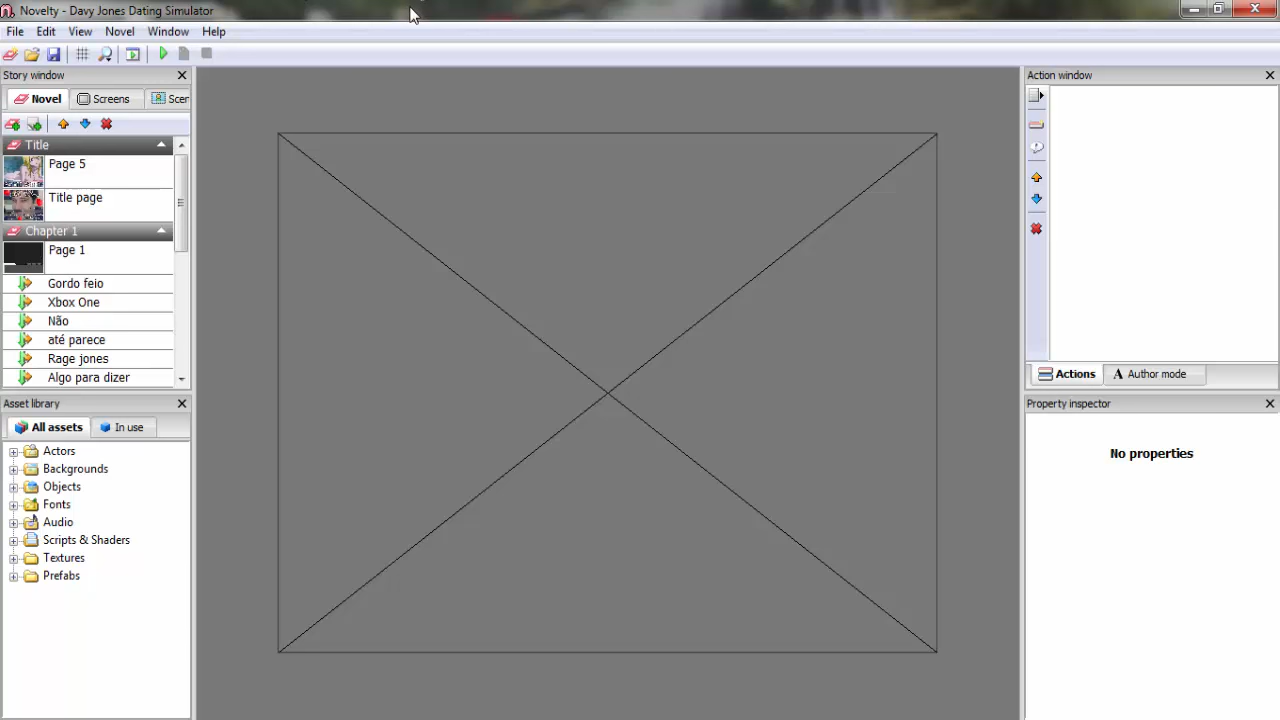 Novelty - Davy Jones Dating Simulator
File Edit View Novel Window Help
Story window
Novel Screens Scer
Title
Page 5
Title page
Chapter 1
Page 1
Gordo feio
Xbox One
Não
até parece
Rage jones
Algo para dizer
Asset library
All assets In use
Actors
Backgrounds
Objects
Fonts
Audio
Scripts & Shaders
Textures
Prefabs
Action window
Actions A Author mode
Property inspector
No properties